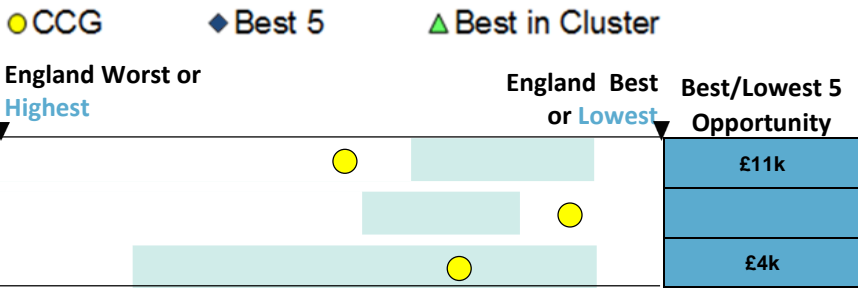 CCG Best 5 Best in Cluster
England Worst or
Highest
England Best
or Lowest
Best/Lowest 5
Opportunity
£11k
£4k